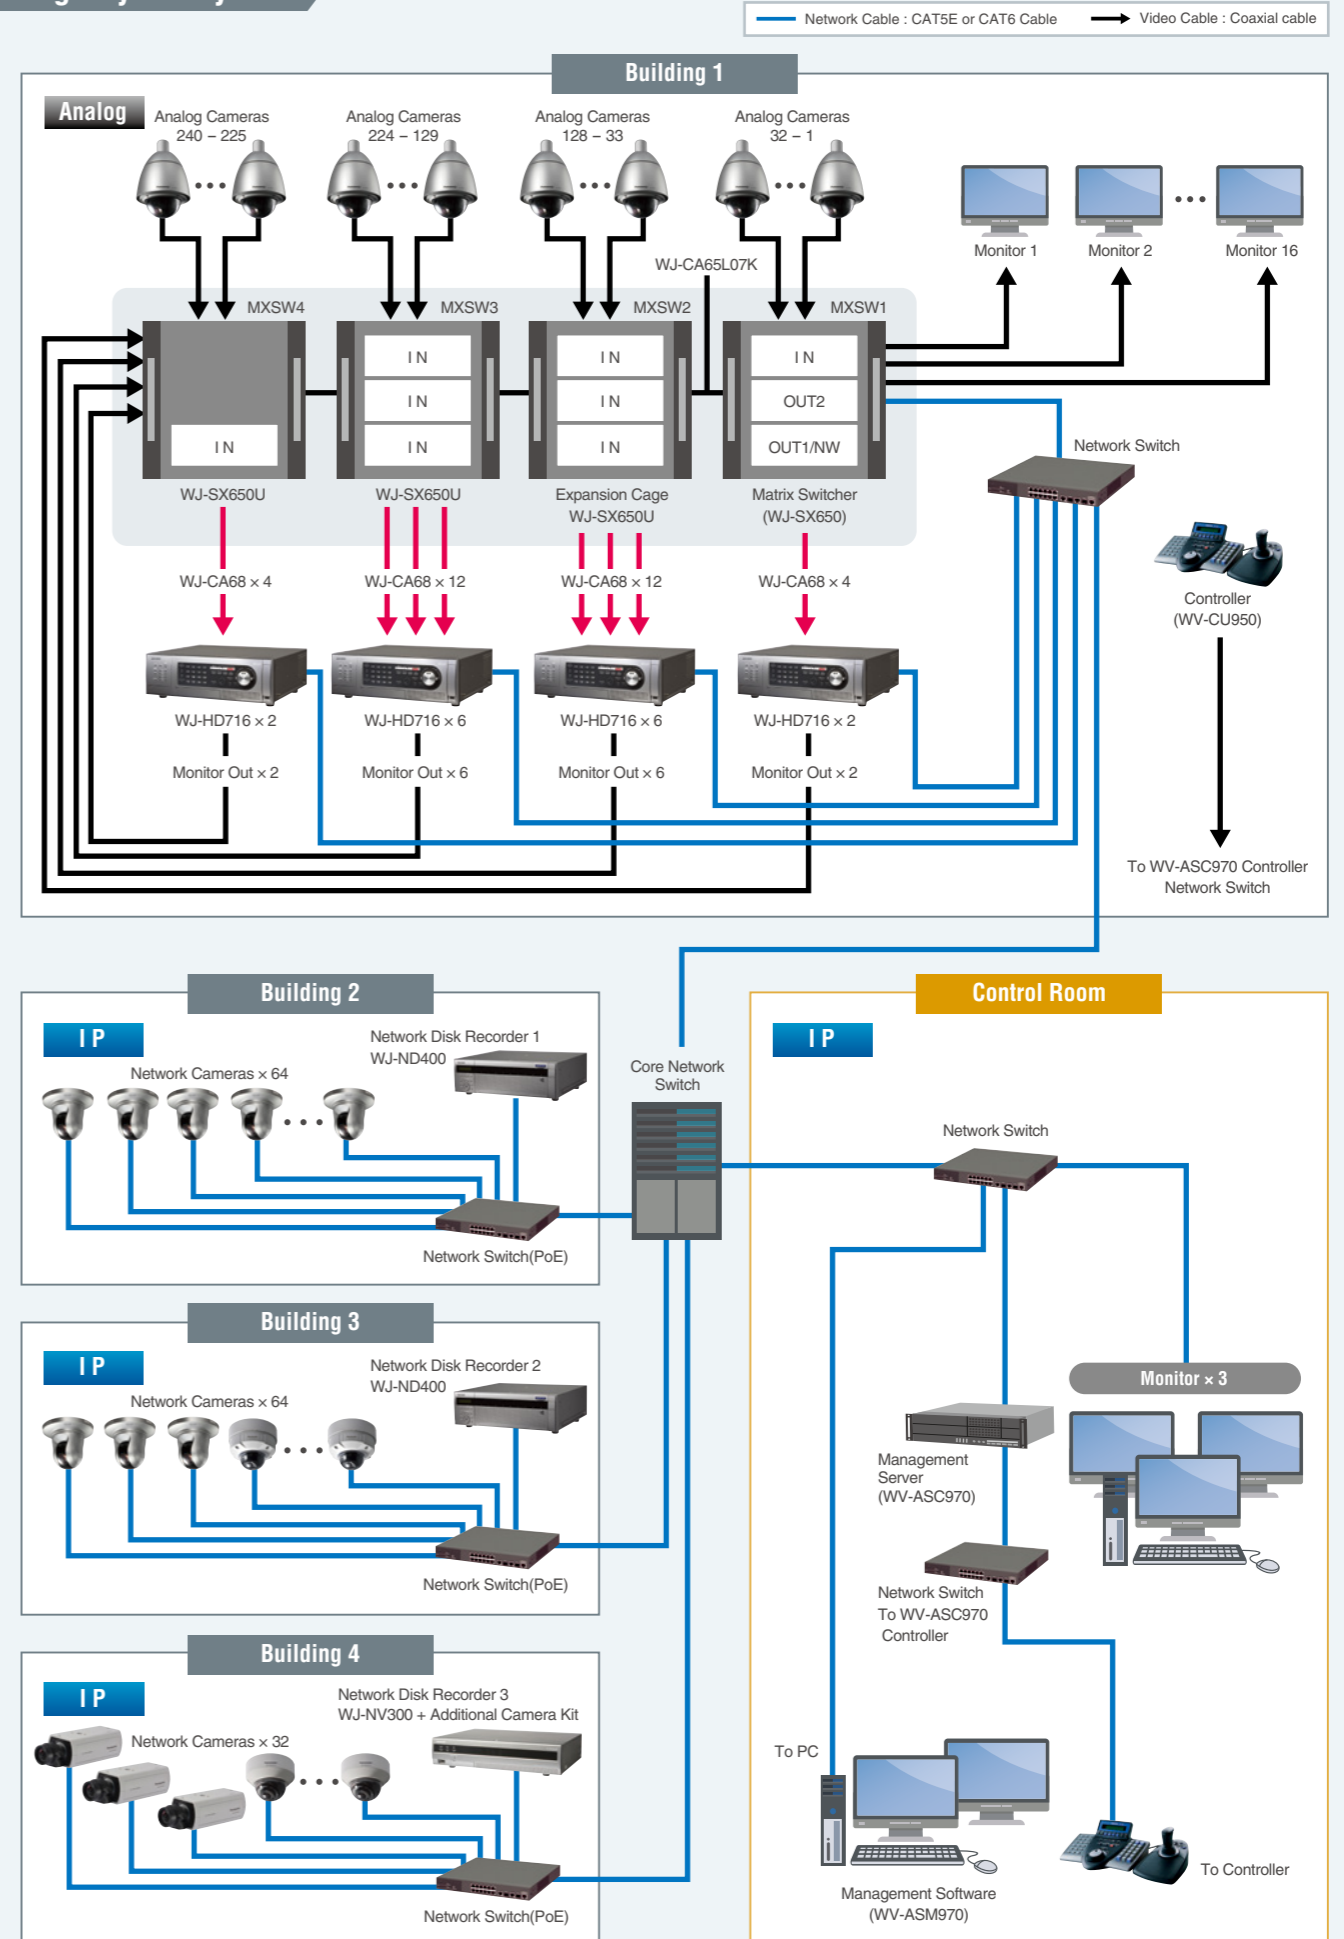 Network Cable : CAT5E or CAT6 Cable
Video Cable : Coaxial cable
Building 1
Analog
Analog Cameras
240 – 225
Analog Cameras
224 – 129
Analog Cameras
128 – 33
Analog Cameras
32 – 1
Monitor 1
Monitor 2
Monitor 16
WJ-CA65L07K
MXSW4
MXSW3
MXSW2
MXSW1
IN
IN
IN
IN
IN
IN
IN
IN
OUT2
OUT1/NW
WJ-SX650U
WJ-SX650U
Expansion Cage
WJ-SX650U
Matrix Switcher
(WJ-SX650)
Network Switch
WJ-CA68 × 4
WJ-CA68 × 12
WJ-CA68 × 12
WJ-CA68 × 4
Controller
(WV-CU950)
WJ-HD716 × 2
WJ-HD716 × 6
WJ-HD716 × 6
WJ-HD716 × 2
Monitor Out × 2
Monitor Out × 6
Monitor Out × 6
Monitor Out × 2
To WV-ASC970 Controller
Network Switch
Building 2
IP
Network Cameras × 64
Network Disk Recorder 1
WJ-ND400
Network Switch(PoE)
Core Network
Switch
Building 3
IP
Network Cameras × 64
Network Disk Recorder 2
WJ-ND400
Network Switch(PoE)
Building 4
IP
Network Cameras × 32
Network Disk Recorder 3
WJ-NV300 + Additional Camera Kit
Network Switch(PoE)
Control Room
IP
Network Switch
Monitor × 3
Management
Server
(WV-ASC970)
Network Switch
To WV-ASC970
Controller
To PC
Management Software
(WV-ASM970)
To Controller